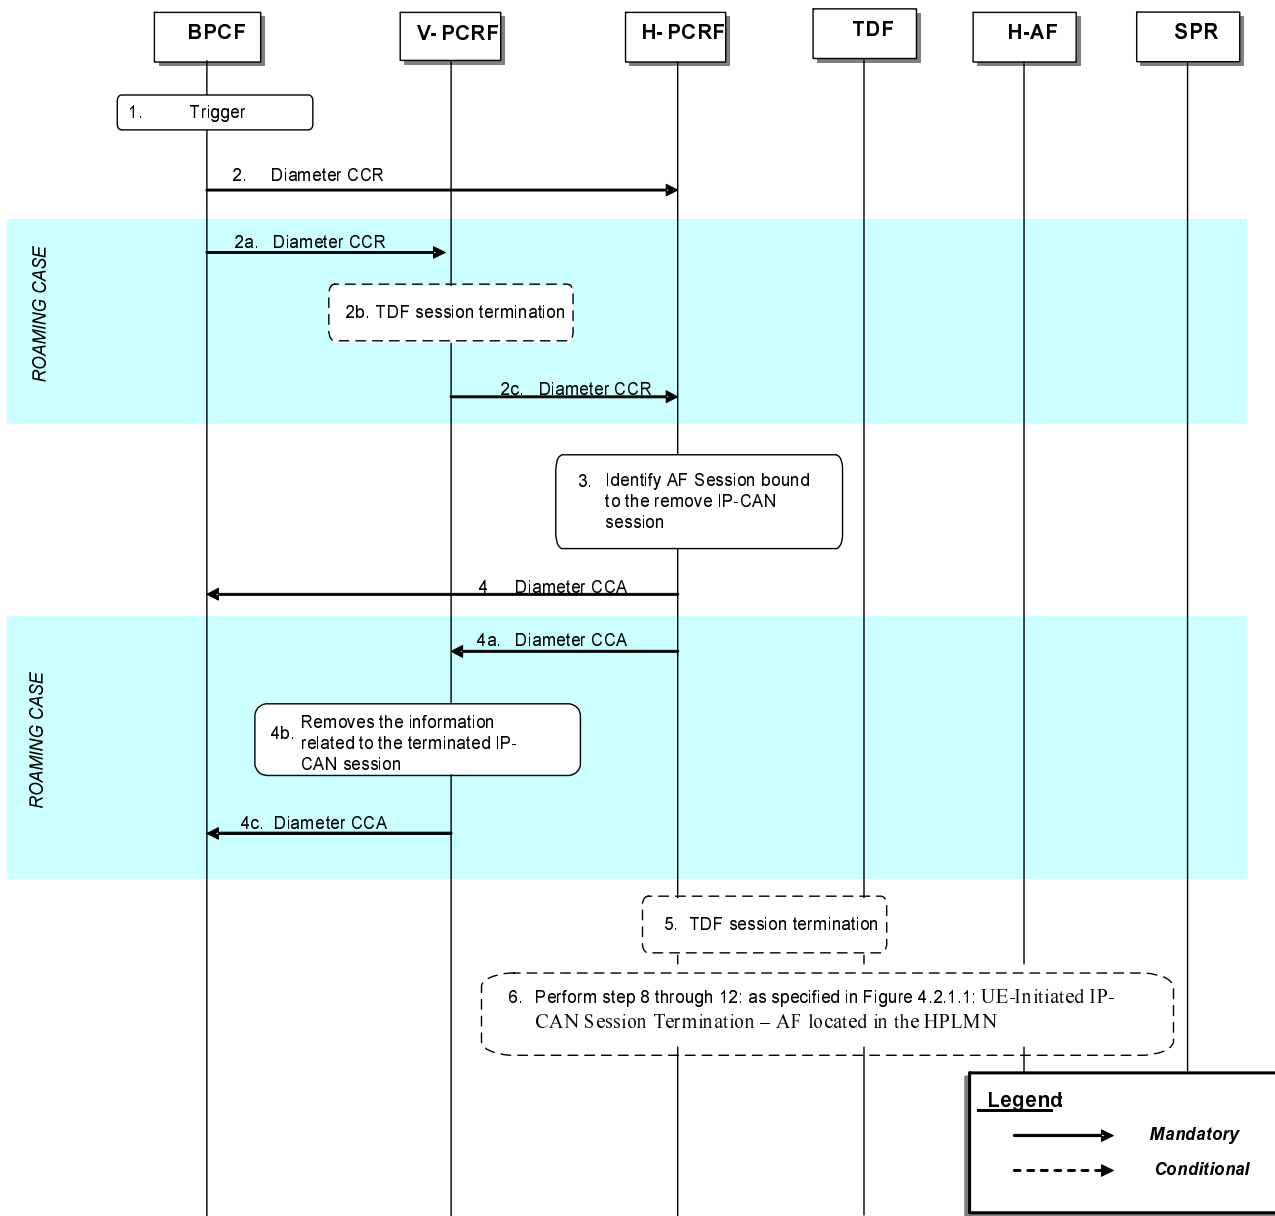 BPCF
V- PCRF
H- PCRF
TDF
H-AF
SPR
1. Trigger
2. Diameter CCR
ROAMING CASE
2a. Diameter CCR
2b. TDF session termination
2c. Diameter CCR
3. Identify AF Session bound
to the remove IP-CAN
session
4 Diameter CCA
ROAMING CASE
4a. Diameter CCA
4b. Removes the information
related to the terminated IP-
CAN session
4c. Diameter CCA
5. TDF session termination
6. Perform step 8 through 12: as specified in Figure 4.2.1.1: UE-Initiated IP-
CAN Session Termination – AF located in the HPLMN
Legend
Mandatory
Conditional